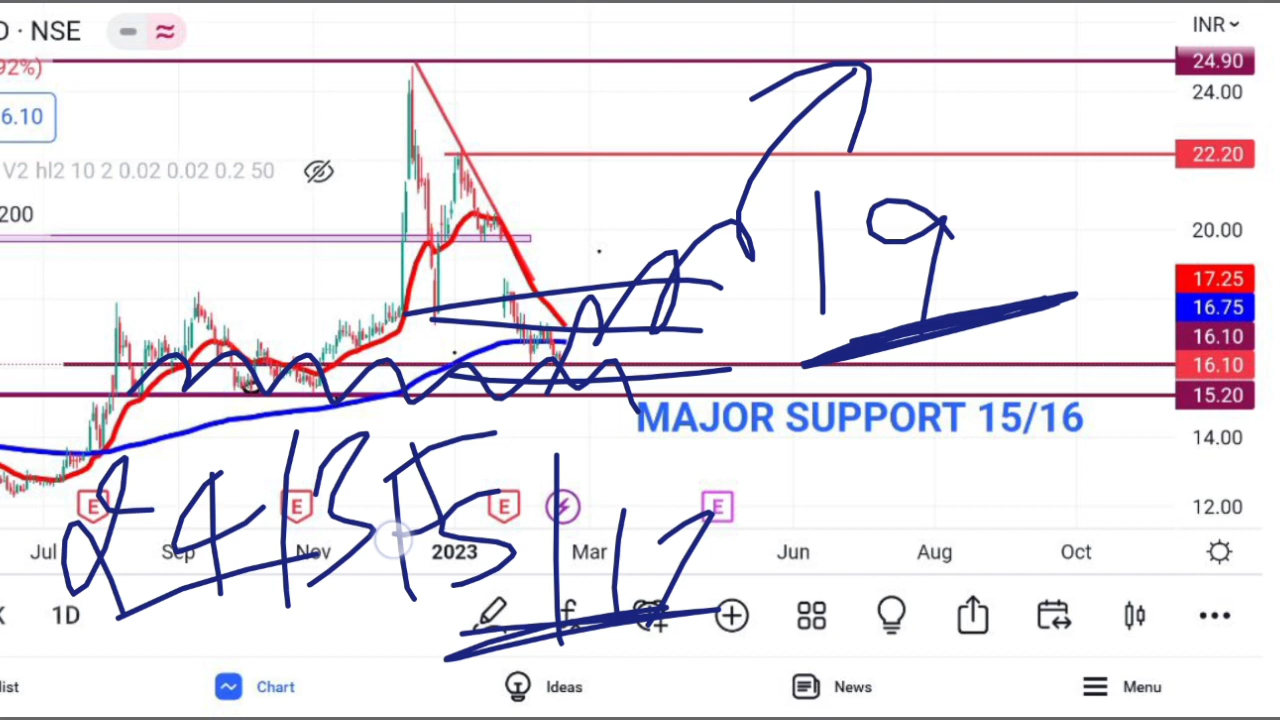 D · NSE
INR
92%)
24.90
24.00
6.10
V2 hl2 10 2 0.02 0.02 0.2 50
22.20
200
19
20.00
17.25
16.75
16.10
16.10
15.20
MAJOR SUPPORT 15/16
14.00
E E E E
12.00
Jul Sep Nov 2023 Mar Jun Aug Oct
1D
list Chart Ideas News Menu